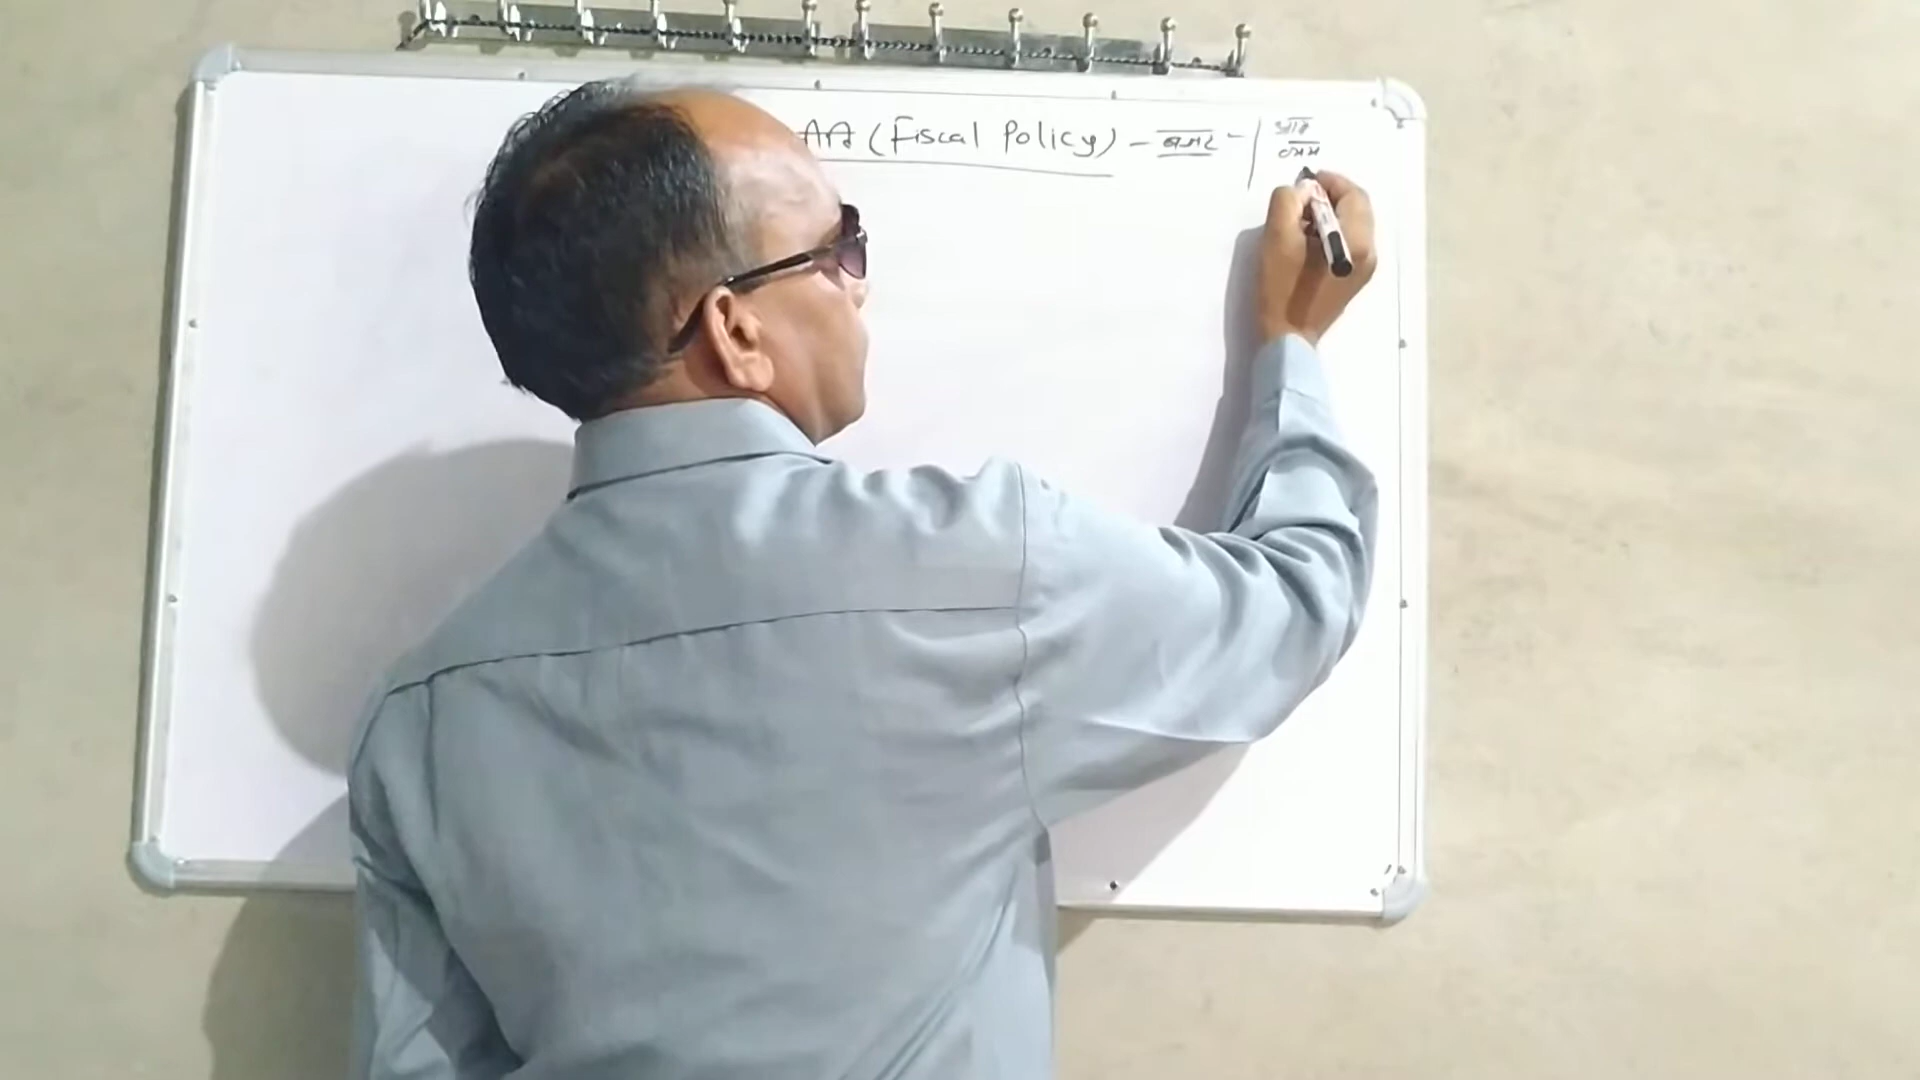 (Fiscal Policy) - बजट -
आय
व्यय